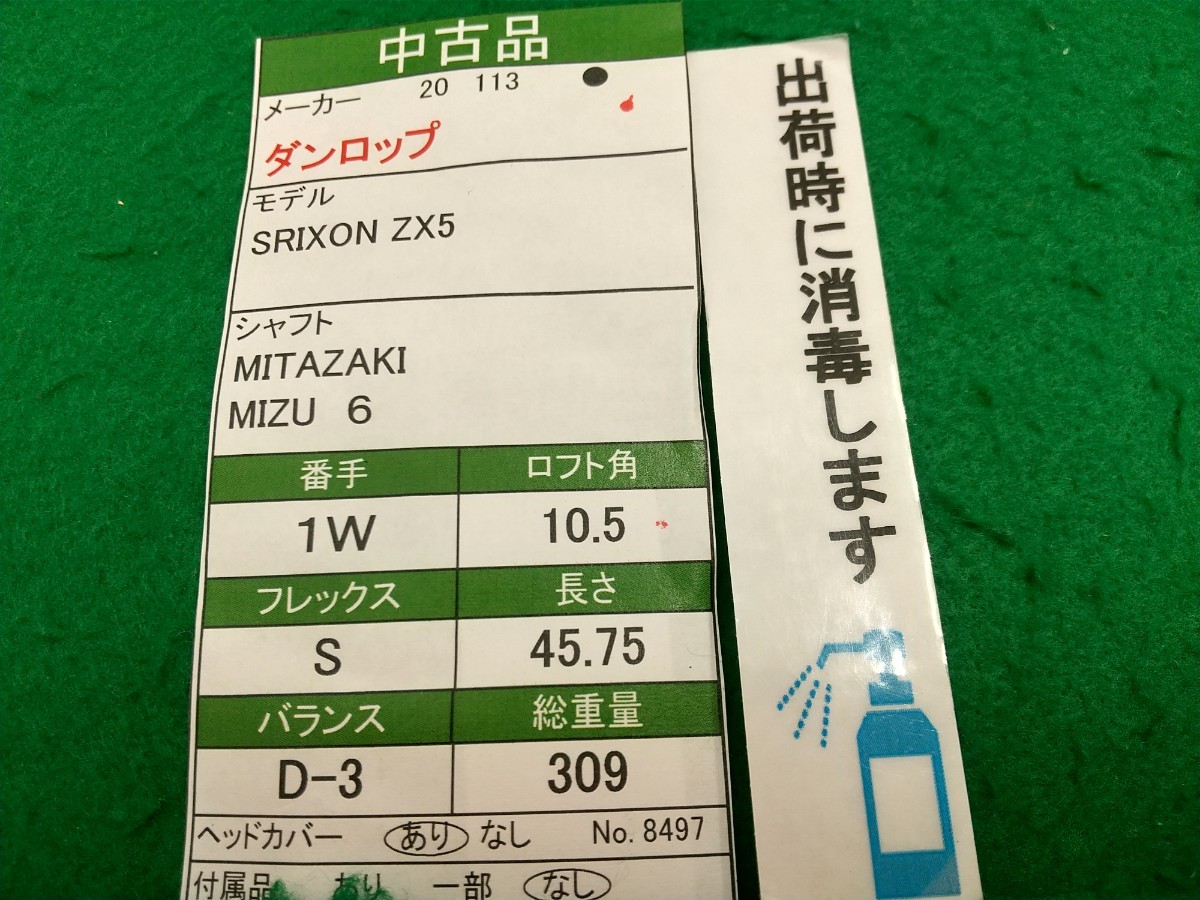 中古品
メーカー 20 113
ダンロップ
モデル
SRIXON ZX5
シャフト
MITAZAKI
MIZU 6
番手 ロフト角
1W 10.5
フレックス 長さ
S 45.75
バランス 総重量
D-3 309
ヘッドカバー あり なし No. 8497
付属品 あり 一部 なし
出荷時に消毒します